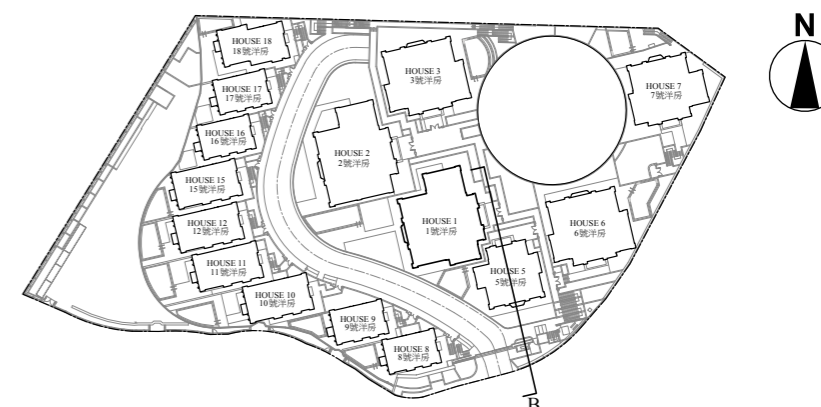 N
HOUSE 18
18號洋房
HOUSE 17
17號洋房
HOUSE 16
16號洋房
HOUSE 15
15號洋房
HOUSE 12
12號洋房
HOUSE 11
11號洋房
HOUSE 10
10號洋房
HOUSE 9
9號洋房
HOUSE 8
8號洋房
HOUSE 3
3號洋房
HOUSE 2
2號洋房
HOUSE 1
1號洋房
HOUSE 7
7號洋房
HOUSE 6
6號洋房
HOUSE 5
5號洋房
B